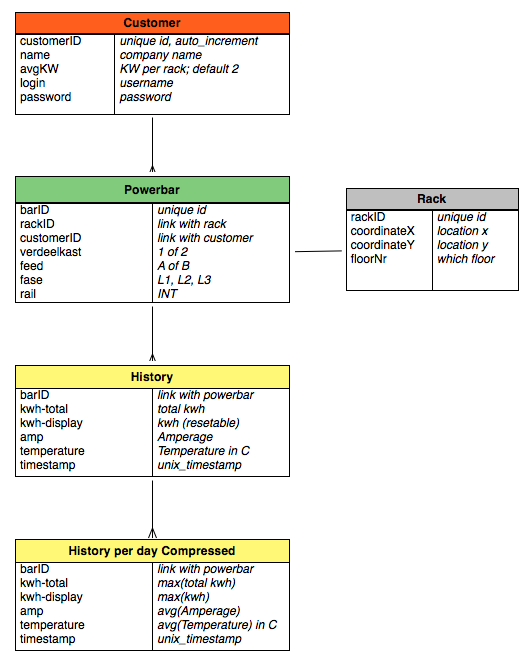 Customer
customerID unique id, auto_increment
name company name
avgKW KW per rack; default 2
login username
password password
Powerbar
barID unique id
rackID link with rack
customerID link with customer
verdeelkast 1 of 2
feed A of B
fase L1, L2, L3
rail INT
Rack
rackID unique id
coordinateX location x
coordinateY location y
floorNr which floor
History
barID link with powerbar
kwh-total total kwh
kwh-display kwh (resetable)
amp Amperage
temperature Temperature in C
timestamp unix_timestamp
History per day Compressed
barID link with powerbar
kwh-total max(total kwh)
kwh-display max(kwh)
amp avg(Amperage)
temperature avg(Temperature) in C
timestamp unix_timestamp